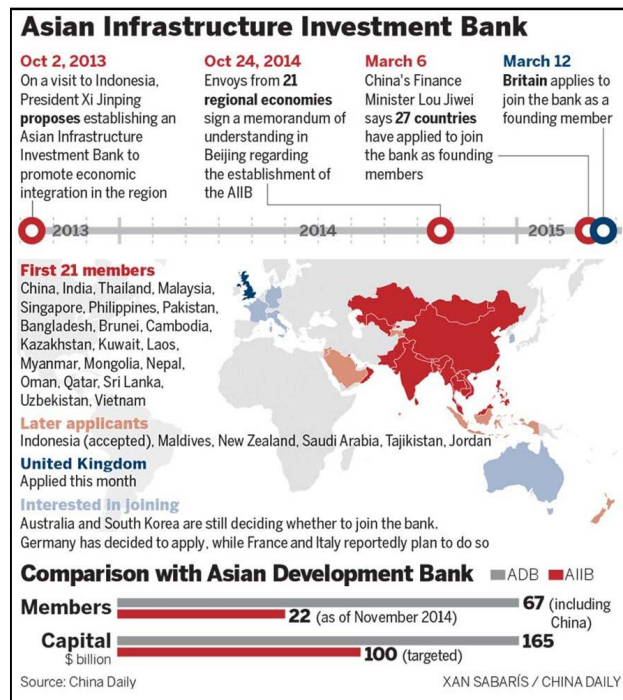 Asian Infrastructure Investment Bank
Oct 2, 2013
On a visit to Indonesia,
President Xi Jinping
proposes establishing an
Asian Infrastructure
Investment Bank to
promote economic
integration in the region
Oct 24, 2014
Envoys from 21
regional economies
sign a memorandum of
understanding in
Beijing regarding
the establishment of
the AIIB
March 6
China's Finance
Minister Lou Jiwei
says 27 countries
have applied to join
the bank as founding
members
March 12
Britain applies to
join the bank as a
founding member
2013
2014
2015
First 21 members
China, India, Thailand, Malaysia,
Singapore, Philippines, Pakistan,
Bangladesh, Brunei, Cambodia,
Kazakhstan, Kuwait, Laos,
Myanmar, Mongolia, Nepal,
Oman, Qatar, Sri Lanka,
Uzbekistan, Vietnam
Later applicants
Indonesia (accepted), Maldives, New Zealand, Saudi Arabia, Tajikistan, Jordan
United Kingdom
Applied this month
Interested in joining
Australia and South Korea are still deciding whether to join the bank.
Germany has decided to apply, while France and Italy reportedly plan to do so
Comparison with Asian Development Bank ADB AIIB
Members
67 (including
China)
22 (as of November 2014)
Capital
$ billion
165
100 (targeted)
Source: China Daily
XAN SABARÍS / CHINA DAILY